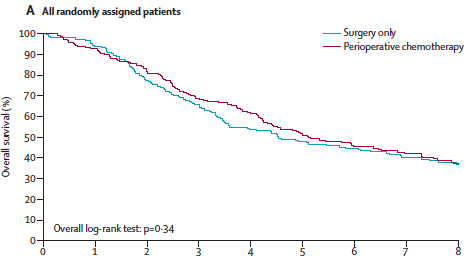 A All randomly assigned patients
Surgery only
Perioperative chemotherapy
Overall survival (%)
100
90
80
70
60
50
40
30
20
10
0
Overall log-rank test: p=0·34
0 1 2 3 4 5 6 7 8